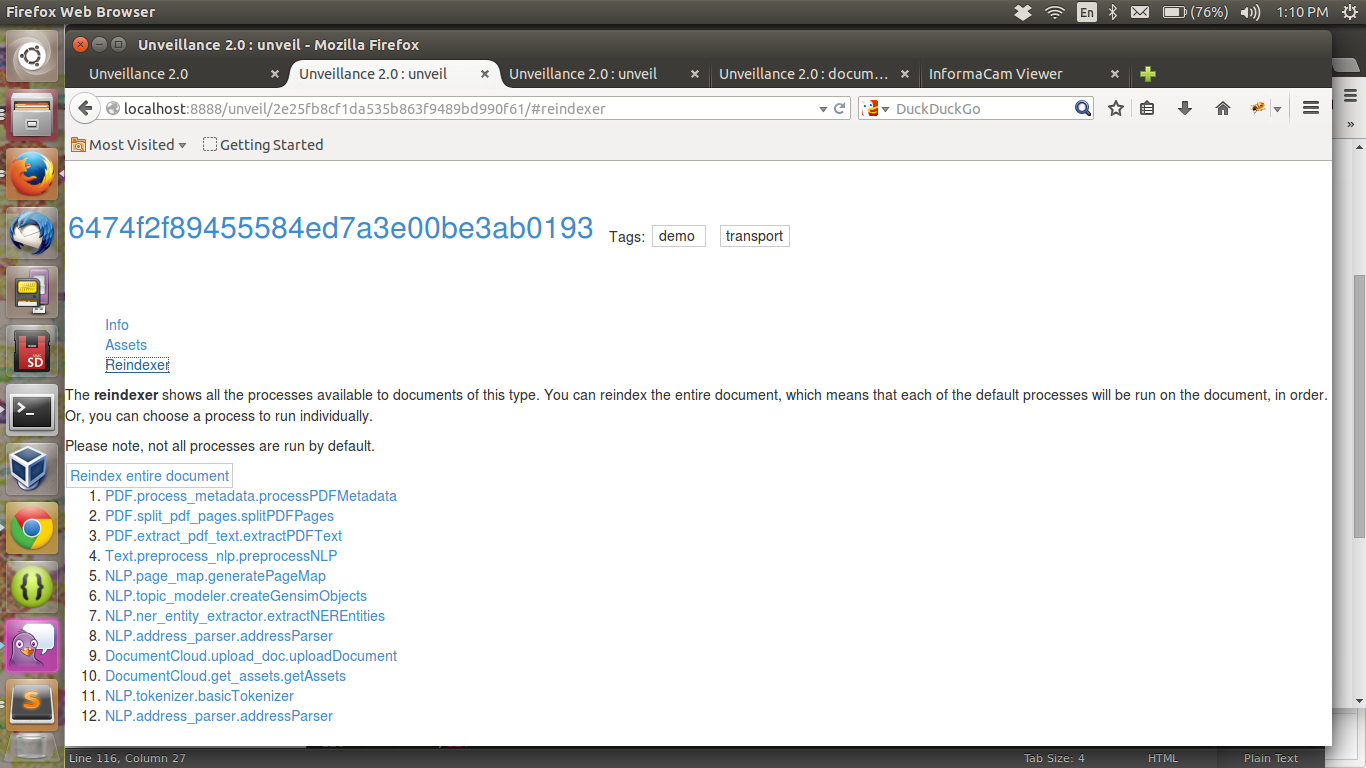 Firefox Web Browser
En
(76%)
1:10 PM
Unveillance 2.0 : unveil - Mozilla Firefox
Unveillance 2.0
Unveillance 2.0 : unveil
Unveillance 2.0 : unveil
Unveillance 2.0 : docum...
InformaCam Viewer
localhost:8888/unveil/2e25fb8cf1da535b863f9489bd990f61/#reindexer
DuckDuckGo
Most Visited
Getting Started
6474f2f89455584ed7a3e00be3ab0193
Tags: demo transport
Info
Assets
Reindexer
The reindexer shows all the processes available to documents of this type. You can reindex the entire document, which means that each of the default processes will be run on the document, in order.
Or, you can choose a process to run individually.
Please note, not all processes are run by default.
Reindex entire document
1. PDF.process_metadata.processPDFMetadata
2. PDF.split_pdf_pages.splitPDFPages
3. PDF.extract_pdf_text.extractPDFText
4. Text.preprocess_nlp.preprocessNLP
5. NLP.page_map.generatePageMap
6. NLP.topic_modeler.createGensimObjects
7. NLP.ner_entity_extractor.extractNEREntities
8. NLP.address_parser.addressParser
9. DocumentCloud.upload_doc.uploadDocument
10. DocumentCloud.get_assets.getAssets
11. NLP.tokenizer.basicTokenizer
12. NLP.address_parser.addressParser
SD
Line 116, Column 27
Tab Size: 4
HTML
Plain Text